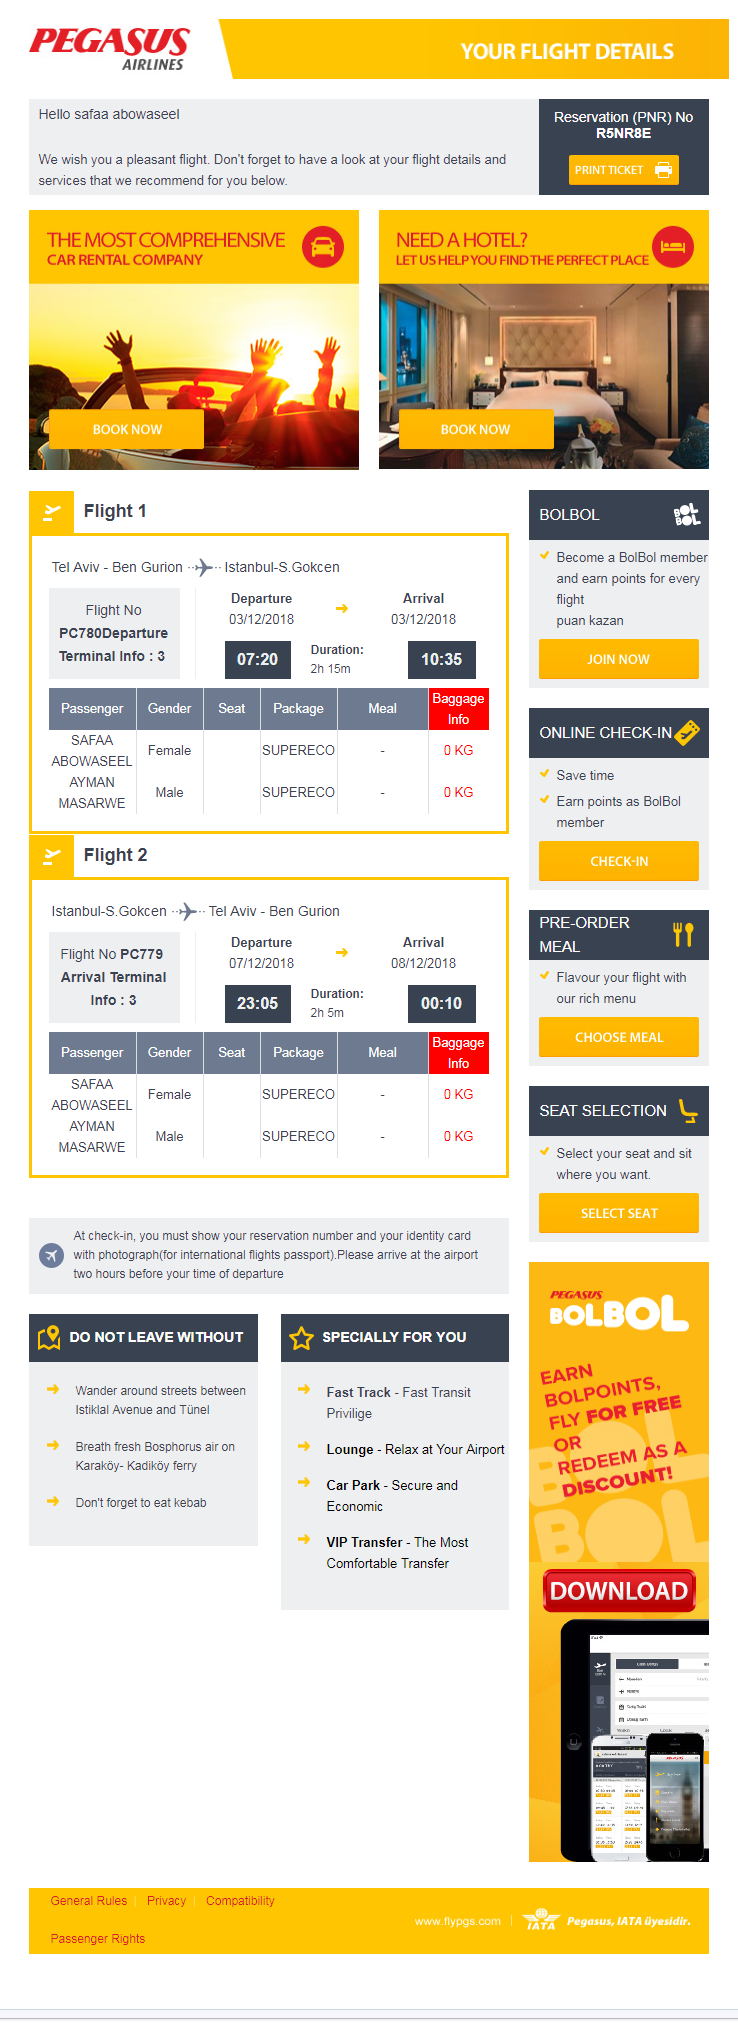 PEGASUS
AIRLINES
YOUR FLIGHT DETAILS
Hello safaa abowaseel
We wish you a pleasant flight. Don't forget to have a look at your flight details and
services that we recommend for you below.
Reservation (PNR) No
R5NR8E
PRINT TICKET
THE MOST COMPREHENSIVE
CAR RENTAL COMPANY
BOOK NOW
NEED A HOTEL?
LET US HELP YOU FIND THE PERFECT PLACE
BOOK NOW
Flight 1
Tel Aviv - Ben Gurion Istanbul-S.Gokcen
Flight No
PC780Departure
Terminal Info : 3
Departure
03/12/2018
Arrival
03/12/2018
07:20
Duration:
2h 15m
10:35
Passenger Gender Seat Package Meal Baggage Info
SAFAA
ABOWASEEL
Female SUPERECO - 0 KG
AYMAN
MASARWE
Male SUPERECO - 0 KG
Flight 2
Istanbul-S.Gokcen Tel Aviv - Ben Gurion
Flight No PC779
Arrival Terminal
Info : 3
Departure
07/12/2018
Arrival
08/12/2018
23:05
Duration:
2h 5m
00:10
Passenger Gender Seat Package Meal Baggage Info
SAFAA
ABOWASEEL
Female SUPERECO - 0 KG
AYMAN
MASARWE
Male SUPERECO - 0 KG
At check-in, you must show your reservation number and your identity card
with photograph(for international flights passport).Please arrive at the airport
two hours before your time of departure
DO NOT LEAVE WITHOUT
Wander around streets between
Istiklal Avenue and Tünel
Breath fresh Bosphorus air on
Karaköy- Kadiköy ferry
Don't forget to eat kebab
SPECIALLY FOR YOU
Fast Track - Fast Transit
Privilige
Lounge - Relax at Your Airport
Car Park - Secure and
Economic
VIP Transfer - The Most
Comfortable Transfer
BOLBOL
BOL
BOL
Become a BolBol member
and earn points for every
flight
puan kazan
JOIN NOW
ONLINE CHECK-IN
Save time
Earn points as BolBol
member
CHECK-IN
PRE-ORDER
MEAL
Flavour your flight with
our rich menu
CHOOSE MEAL
SEAT SELECTION
Select your seat and sit
where you want.
SELECT SEAT
PEGASUS
BOLBOL
EARN
BOLPOINTS,
FLY FOR FREE
OR
REDEEM AS A
DISCOUNT!
BOL
BOL
DOWNLOAD
General Rules Privacy Compatibility
Passenger Rights
www.flypgs.com
IATA
Pegasus, IATA üyesidir.